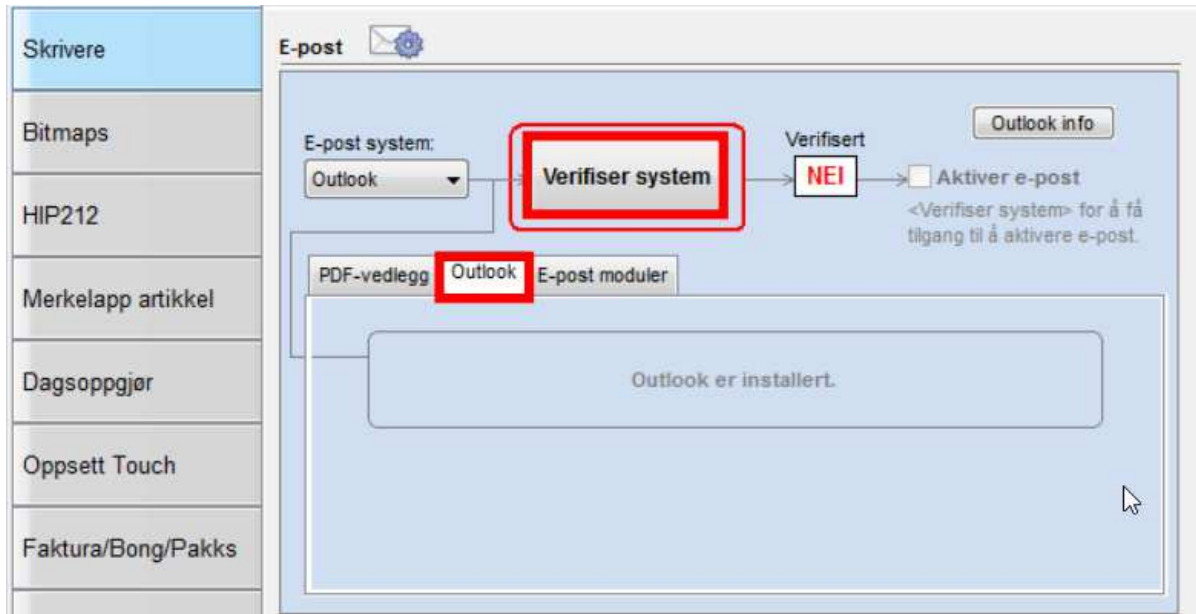 Skrivere
Bitmaps
HIP212
Merkelapp artikkel
Dagsoppgjør
Oppsett Touch
Faktura/Bong/Pakks
E-post
Outlook info
E-post system:
Outlook
Verifiser system
Verifisert
NEI
Aktiver e-post
<Verifiser system> for å få
tilgang til å aktivere e-post.
PDF-vedlegg
Outlook
E-post moduler
Outlook er installert.